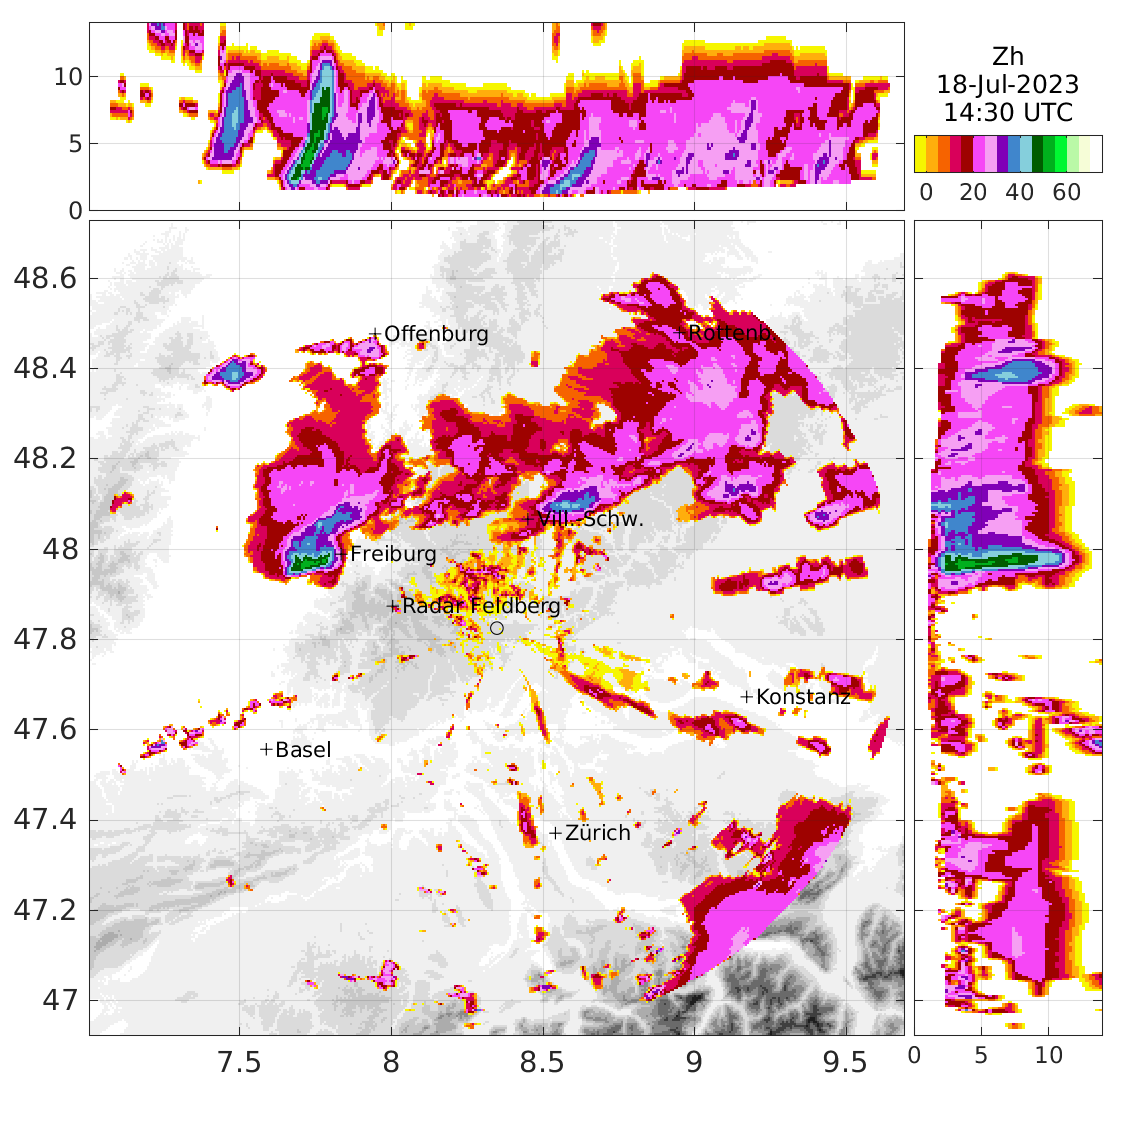 10
5
0
Zh
18-Jul-2023
14:30 UTC
0 20 40 60
48.6
48.4
48.2
48
47.8
47.6
47.4
47.2
47
+Offenburg
+Rottenb.
+Vill.-Schw.
+Freiburg
+Radar Feldberg
+Konstanz
+Basel
+Zürich
7.5 8 8.5 9 9.5
0 5 10